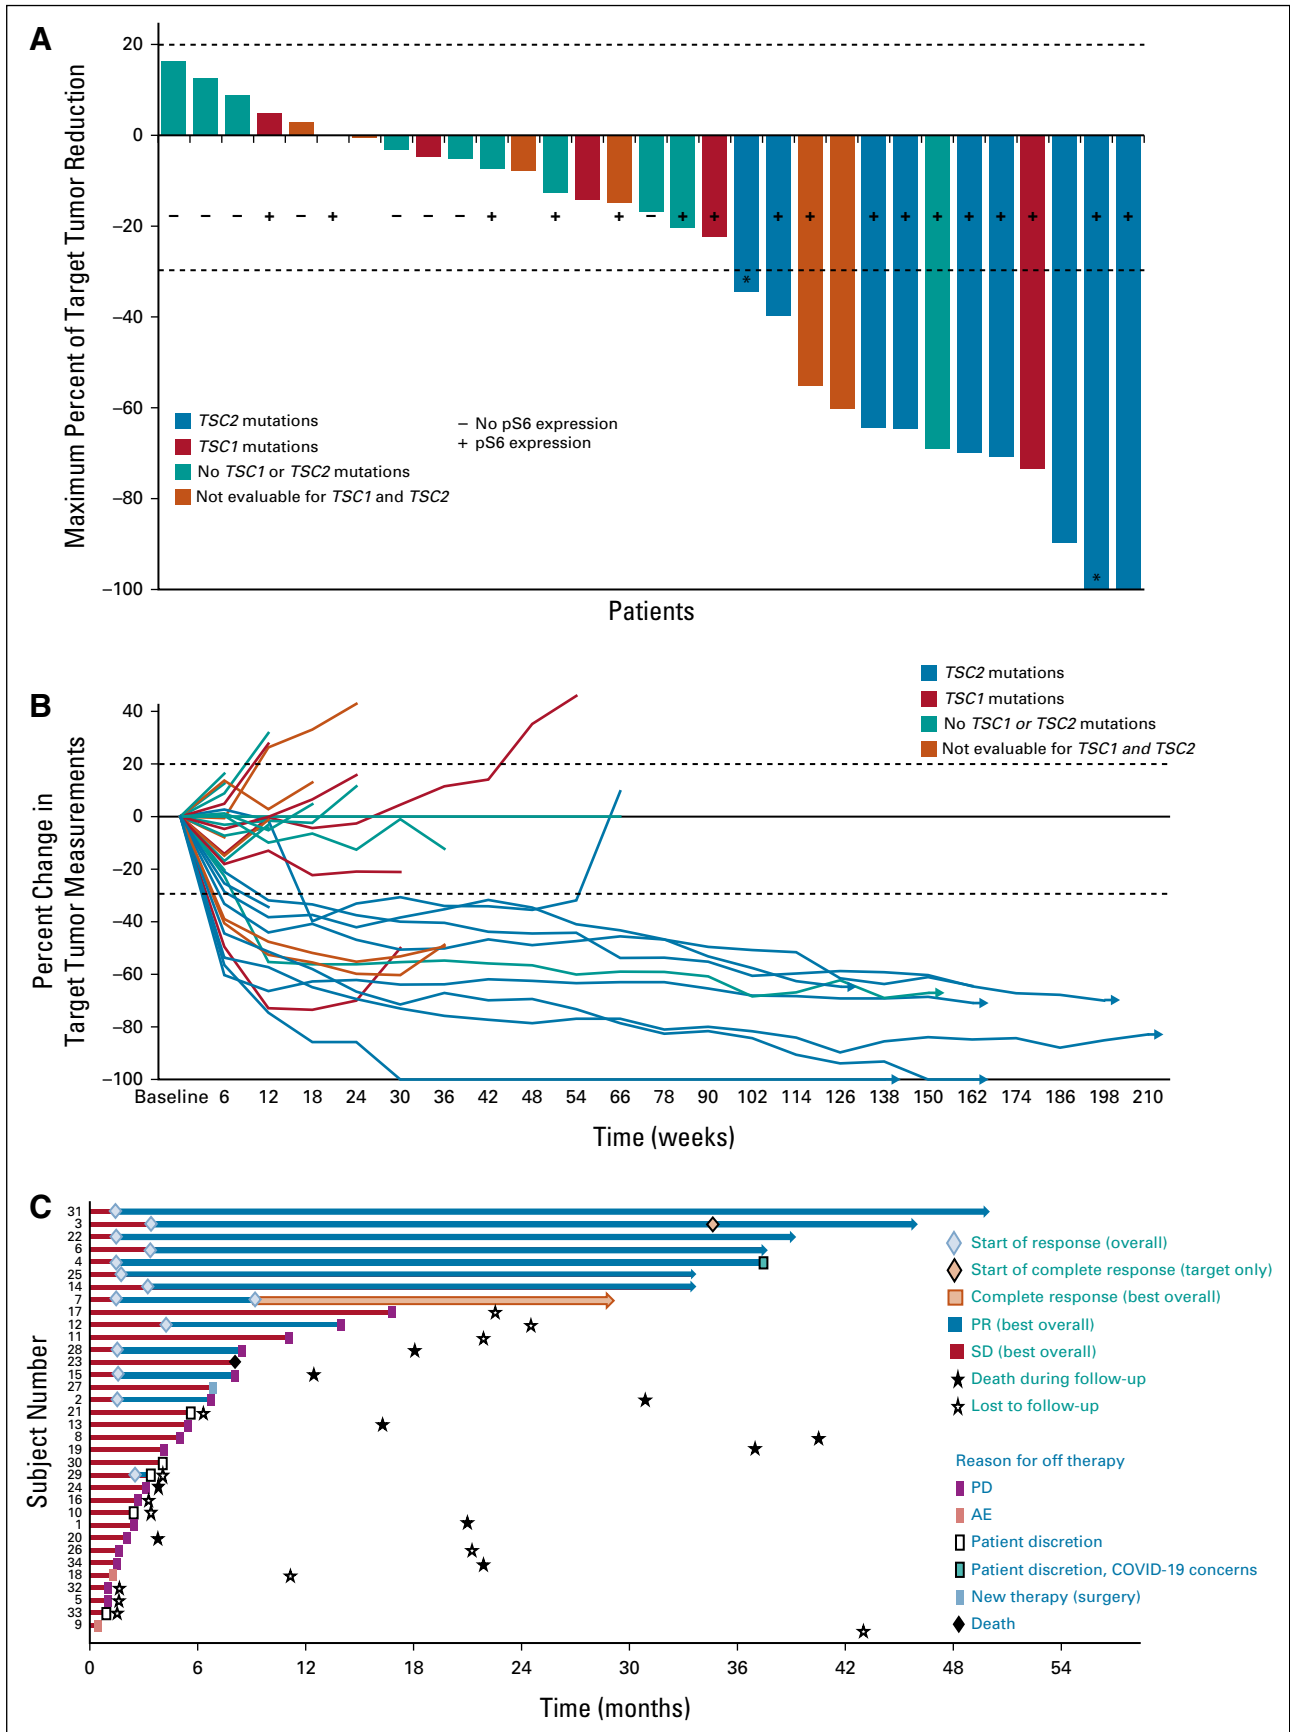 A
Maximum Percent of Target Tumor Reduction
20
0
−20
−40
−60
−80
−100
− − − + − + − − − + + + − + + + + + + + + + + + +
*
*
TSC2 mutations
TSC1 mutations
No TSC1 or TSC2 mutations
Not evaluable for TSC1 and TSC2
− No pS6 expression
+ pS6 expression
Patients
B
Percent Change in
Target Tumor Measurements
TSC2 mutations
TSC1 mutations
No TSC1 or TSC2 mutations
Not evaluable for TSC1 and TSC2
40
20
0
−20
−40
−60
−80
−100
Baseline 6 12 18 24 30 36 42 48 54 66 78 90 102 114 126 138 150 162 174 186 198 210
Time (weeks)
C
Subject Number
31
3
22
6
4
25
14
7
17
12
11
28
23
15
27
2
21
13
8
19
30
29
24
16
10
1
20
26
34
18
32
5
33
9
Start of response (overall)
Start of complete response (target only)
Complete response (best overall)
PR (best overall)
SD (best overall)
Death during follow-up
Lost to follow-up
Reason for off therapy
PD
AE
Patient discretion
Patient discretion, COVID-19 concerns
New therapy (surgery)
Death
0 6 12 18 24 30 36 42 48 54
Time (months)